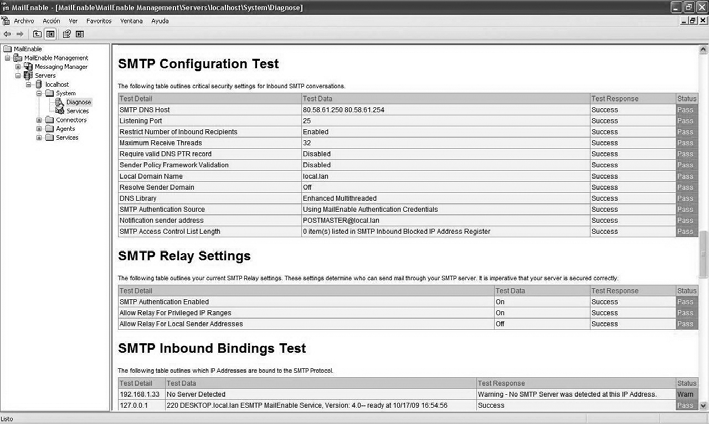 MailEnable - [MailEnable\MailEnable Management\Servers\localhost\System\Diagnose]
Archivo Acción Ver Favoritos Ventana Ayuda
MailEnable
MailEnable Management
Messaging Manager
Servers
localhost
System
Diagnose
Services
Connectors
Agents
Services
SMTP Configuration Test
The following table outlines critical security settings for Inbound SMTP conversations.
Test Detail Test Data Test Response Status
SMTP DNS Host 80.58.61.250 80.58.61.254 Success Pass
Listening Port 25 Success Pass
Restrict Number of Inbound Recipients Enabled Success Pass
Maximum Receive Threads 32 Success Pass
Require valid DNS PTR record Disabled Success Pass
Sender Policy Framework Validation Disabled Success Pass
Local Domain Name local.lan Success Pass
Resolve Sender Domain Off Success Pass
DNS Library Enhanced Multithreaded Success Pass
SMTP Authentication Source Using MailEnable Authentication Credentials Success Pass
Notification sender address POSTMASTER@local.lan Success Pass
SMTP Access Control List Length 0 item(s) listed in SMTP Inbound Blocked IP Address Register Success Pass
SMTP Relay Settings
The following table outlines your current SMTP Relay settings. These settings determine who can send mail through your SMTP server. It is imperative that your server is secured correctly.
Test Detail Test Data Test Response Status
SMTP Authentication Enabled On Success Pass
Allow Relay For Privileged IP Ranges On Success Pass
Allow Relay For Local Sender Addresses Off Success Pass
SMTP Inbound Bindings Test
The following table outlines which IP Addresses are bound to the SMTP Protocol.
Test Detail Test Data Test Response Status
192.168.1.33 No Server Detected Warning - No SMTP Server was detected at this IP Address. Warn
127.0.0.1 220 DESKTOP.local.lan ESMTP MailEnable Service, Version: 4.0-- ready at 10/17/09 16:54:56 Success Pass
Listo